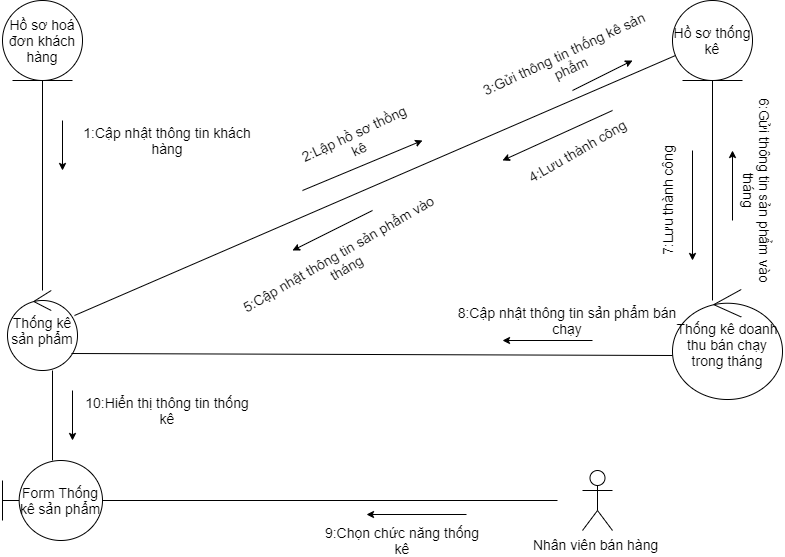 Hồ sơ hoá
đơn khách
hàng
Hồ sơ thống
kê
3:Gửi thông tin thống kê sản
phẩm
1:Cập nhật thông tin khách
hàng
2:Lập hồ sơ thồng
kê
4:Lưu thành công
6:Gửi thông tin sản phẩm vào
tháng
7:Lưu thành công
5:Cập nhật thông tin sản phẩm vào
tháng
Thống kê
sản phẩm
8:Cập nhật thông tin sản phẩm bán
chạy
Thống kê doanh
thu bán chạy
trong tháng
10:Hiển thị thông tin thống
kê
Form Thống
kê sản phẩm
9:Chọn chức năng thống
kê
Nhân viên bán hàng